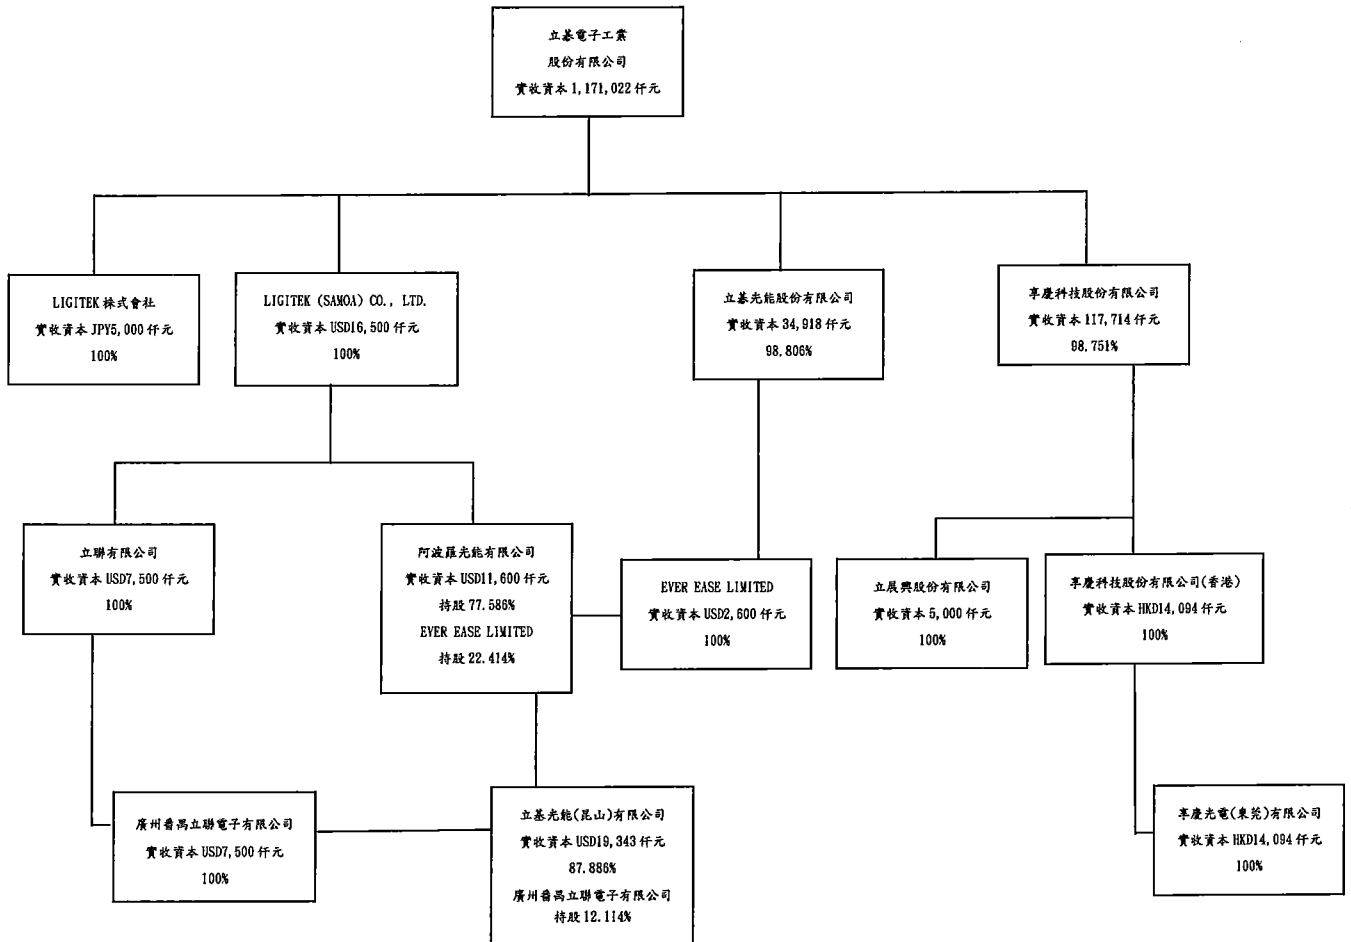 立碁電子工業
股份有限公司
實收資本 1,171,022 仟元
LIGITEK 株式會社
實收資本 JPY5,000 仟元
100%
LIGITEK (SAMOA) CO., LTD.
實收資本 USD16,500 仟元
100%
立碁光能股份有限公司
實收資本 34,918 仟元
98.806%
享慶科技股份有限公司
實收資本 117,714 仟元
98.751%
立聯有限公司
實收資本 USD7,500 仟元
100%
阿波羅光能有限公司
實收資本 USD11,600 仟元
持股 77.586%
EVER EASE LIMITED
持股 22.414%
EVER EASE LIMITED
實收資本 USD2,600 仟元
100%
立展興股份有限公司
實收資本 5,000 仟元
100%
享慶科技股份有限公司(香港)
實收資本 HKD14,094 仟元
100%
廣州番禺立聯電子有限公司
實收資本 USD7,500 仟元
100%
立基光能(昆山)有限公司
實收資本 USD19,343 仟元
87.886%
廣州番禺立聯電子有限公司
持股 12.114%
享慶光電(東莞)有限公司
實收資本 HKD14,094 仟元
100%